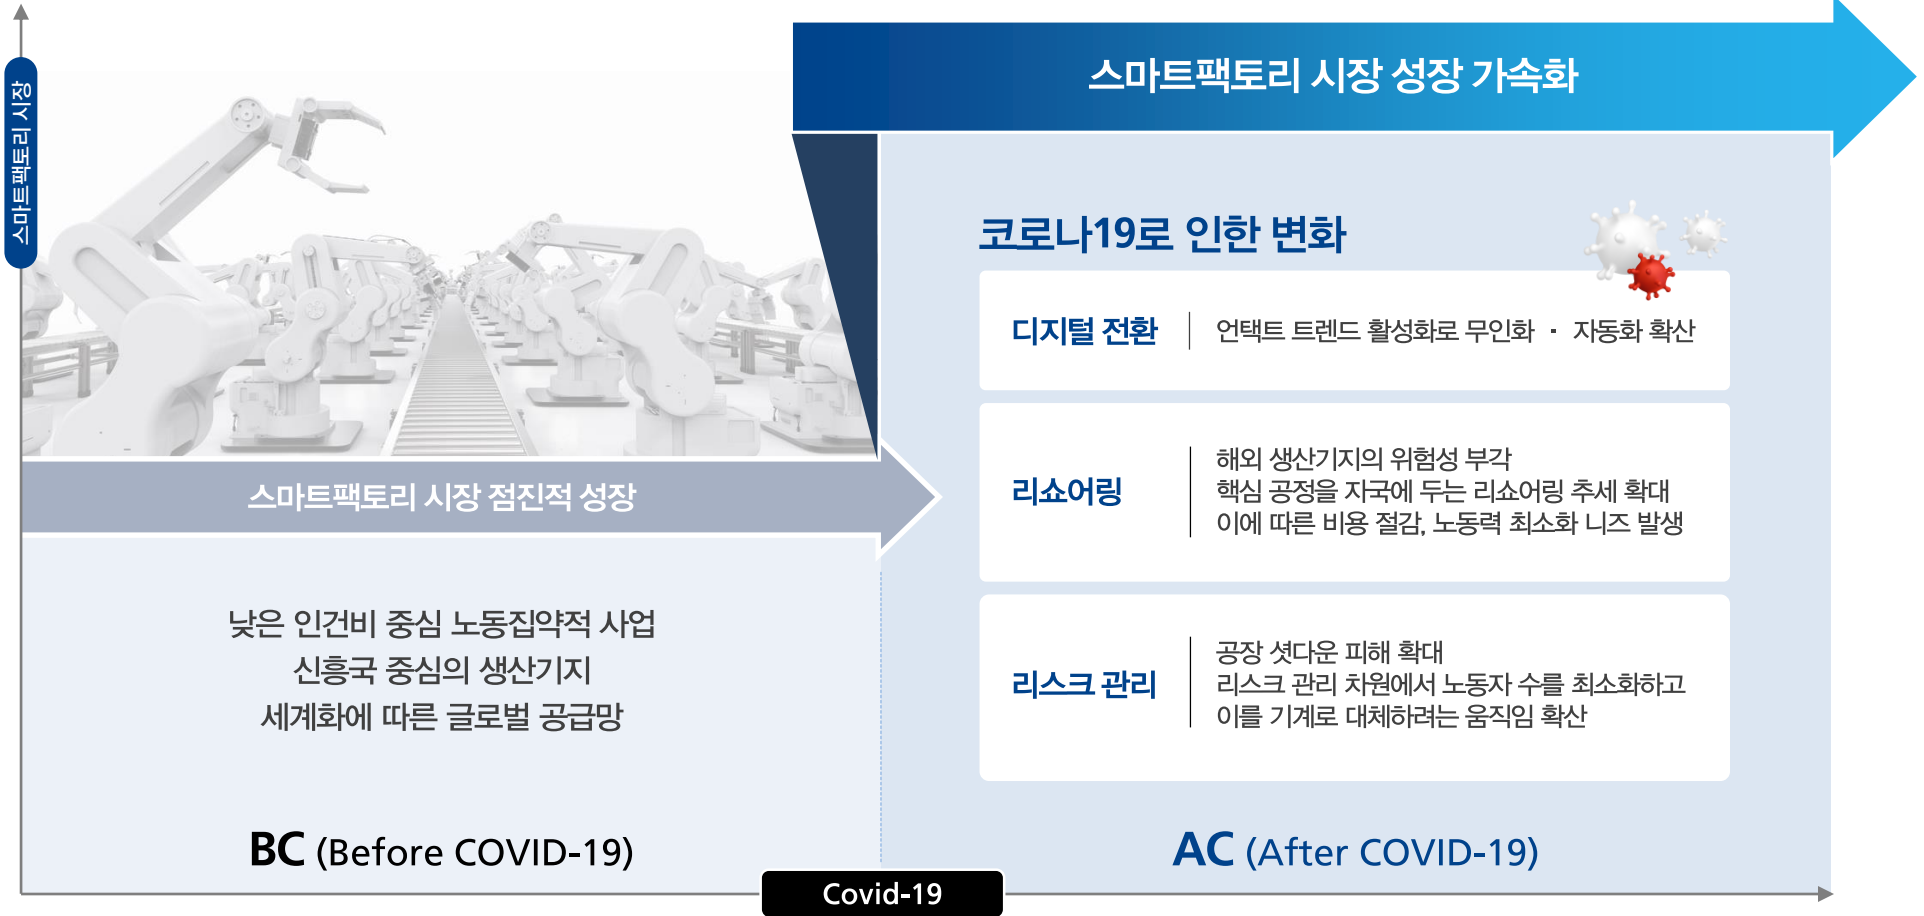 스마트팩토리 시장
스마트팩토리 시장 성장 가속화
스마트팩토리 시장 점진적 성장
낮은 인건비 중심 노동집약적 사업
신흥국 중심의 생산기지
세계화에 따른 글로벌 공급망
BC (Before COVID-19)
코로나19로 인한 변화
디지털 전환
언택트 트렌드 활성화로 무인화 · 자동화 확산
리쇼어링
해외 생산기지의 위험성 부각
핵심 공정을 자국에 두는 리쇼어링 추세 확대
이에 따른 비용 절감, 노동력 최소화 니즈 발생
리스크 관리
공장 셧다운 피해 확대
리스크 관리 차원에서 노동자 수를 최소화하고
이를 기계로 대체하려는 움직임 확산
AC (After COVID-19)
Covid-19